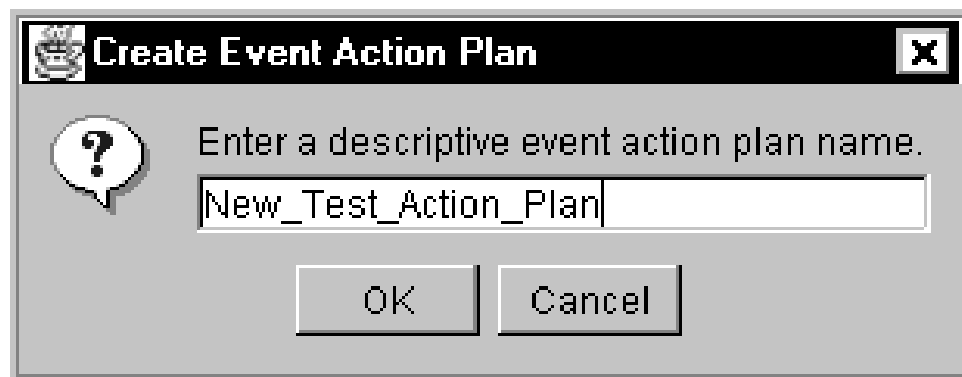 Create Event Action Plan
Enter a descriptive event action plan name.
New_Test_Action_Plan
OK Cancel